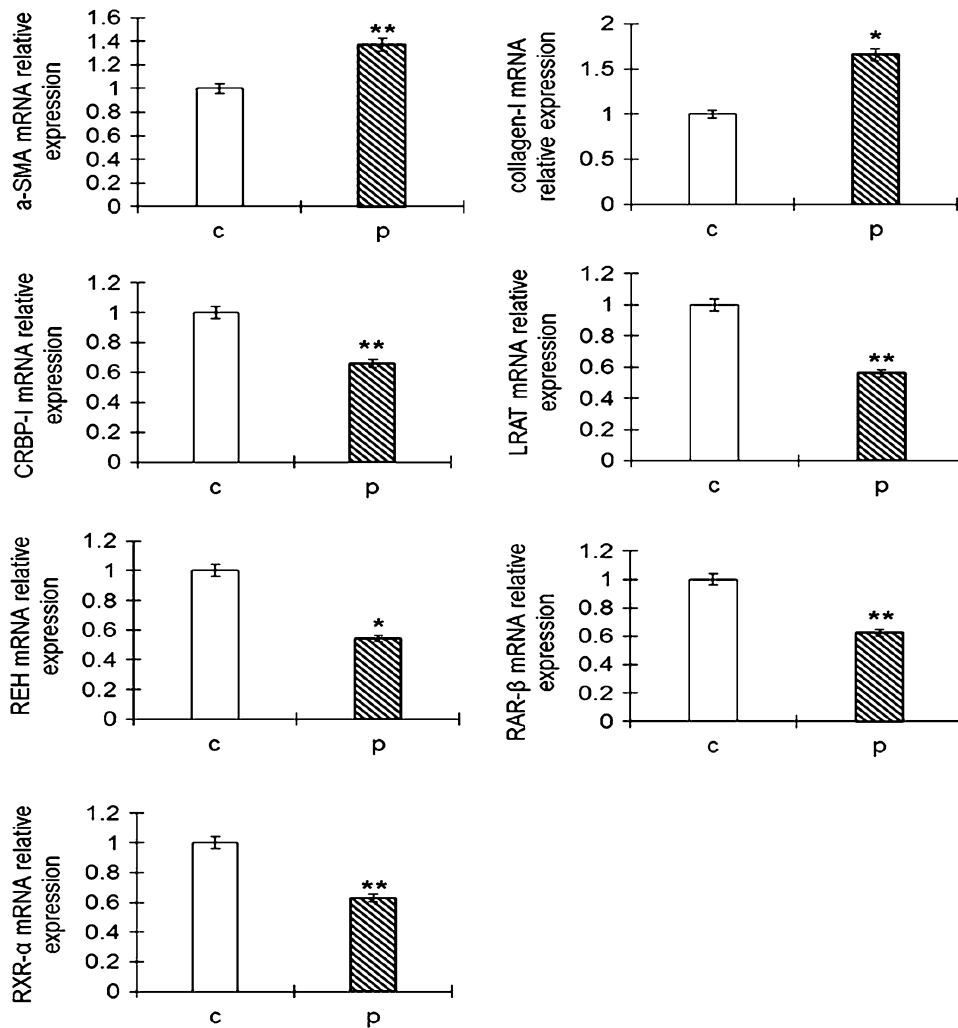 a-SMA mRNA relative
expression
1.6
1.4
1.2
1
0.8
0.6
0.4
0.2
0
**
c
p
collagen-I mRNA
relative expression
2
1.5
1
0.5
0
*
c
p
CRBP-I mRNA relative
expression
1.2
1
0.8
0.6
0.4
0.2
0
**
c
p
LRAT mRNA relative
expression
1.2
1
0.8
0.6
0.4
0.2
0
**
c
p
REH mRNA relative
expression
1.2
1
0.8
0.6
0.4
0.2
0
*
c
p
RAR-β mRNA relative
expression
1.2
1
0.8
0.6
0.4
0.2
0
**
c
p
RXR-α mRNA relative
expression
1.2
1
0.8
0.6
0.4
0.2
0
**
c
p